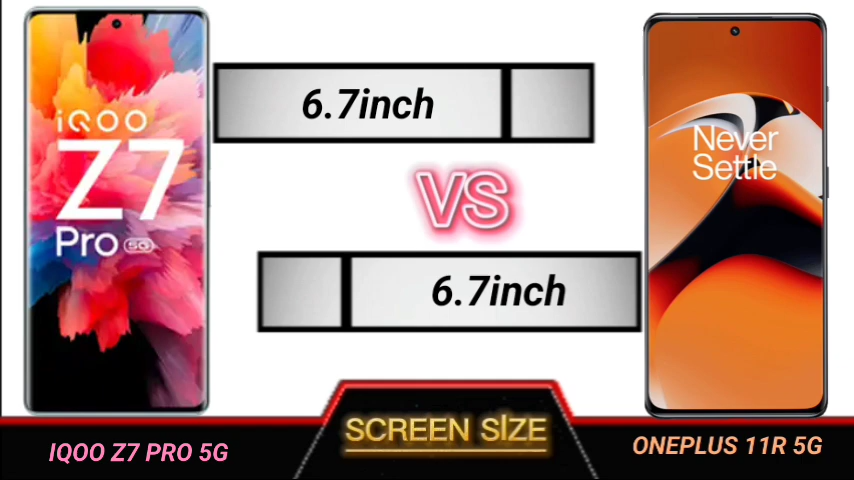 iQOO
Z7
Pro 5G
6.7inch
VS
6.7inch
Never
Settle
SCREEN SIZE
IQOO Z7 PRO 5G
ONEPLUS 11R 5G